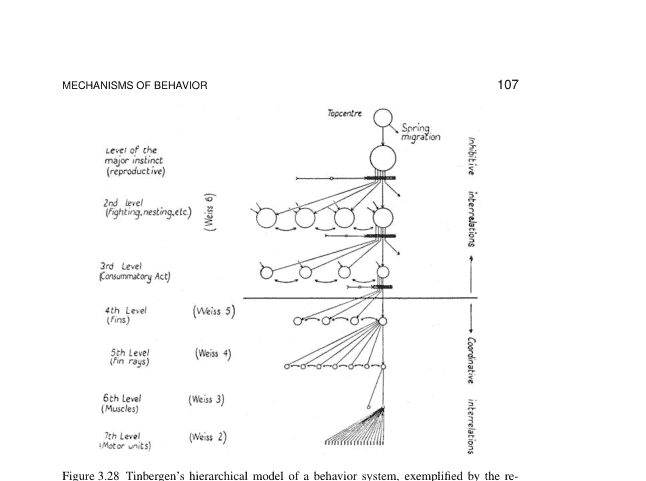 MECHANISMS OF BEHAVIOR 107
Topcentre
Spring
migration
Level of the
major instinct
(reproductive)
2nd level
(Fighting,nesting,etc)
(Weiss 6)
3rd Level
(Consummatory Act)
4th Level
(Fins)
(Weiss 5)
5th Level
(Fin rays)
(Weiss 4)
6th Level
(Muscles)
(Weiss 3)
7th Level
(Motor units)
(Weiss 2)
Inhibitive interrelations
Coordinative interrelations
Figure 3.28 Tinbergen's hierarchical model of a behavior system, exemplified by the re-